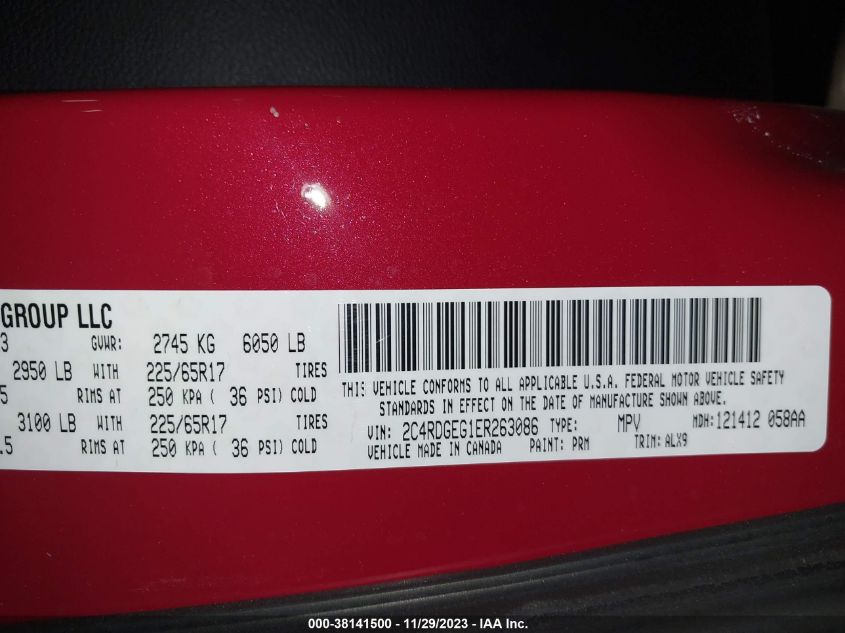 GROUP LLC
3 GVWR: 2745 KG 6050 LB
2950 LB WITH 225/65R17 TIRES
5 RIMS AT 250 KPA ( 36 PSI) COLD
3100 LB WITH 225/65R17 TIRES
.5 RIMS AT 250 KPA ( 36 PSI) COLD
THIS VEHICLE CONFORMS TO ALL APPLICABLE U.S.A. FEDERAL MOTOR VEHICLE SAFETY
STANDARDS IN EFFECT ON THE DATE OF MANUFACTURE SHOWN ABOVE.
VIN: 2C4RDGEG1ER263086 TYPE: MPV MDH: 121412 058AA
VEHICLE MADE IN CANADA PAINT: PRM TRIM: ALX9
000-38141500 - 11/29/2023 - IAA Inc.